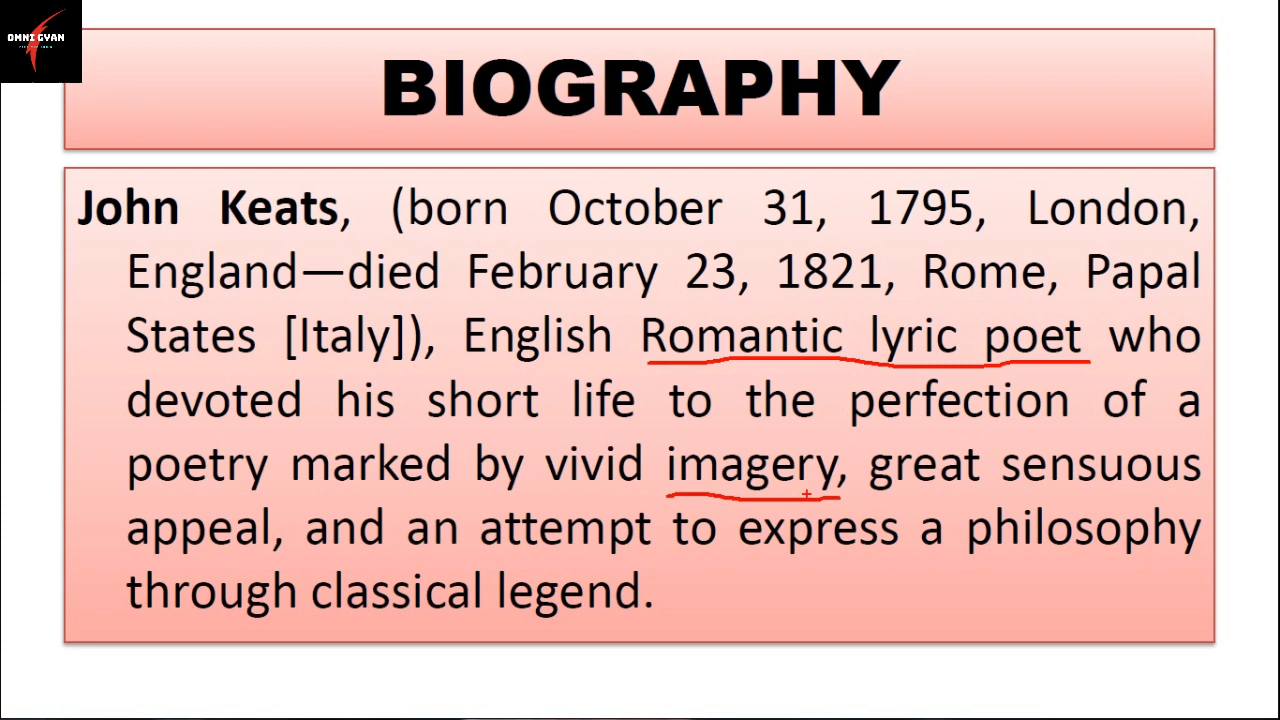 OMNI GYAN
BIOGRAPHY
John Keats, (born October 31, 1795, London,
England—died February 23, 1821, Rome, Papal
States [Italy]), English Romantic lyric poet who
devoted his short life to the perfection of a
poetry marked by vivid imagery, great sensuous
appeal, and an attempt to express a philosophy
through classical legend.